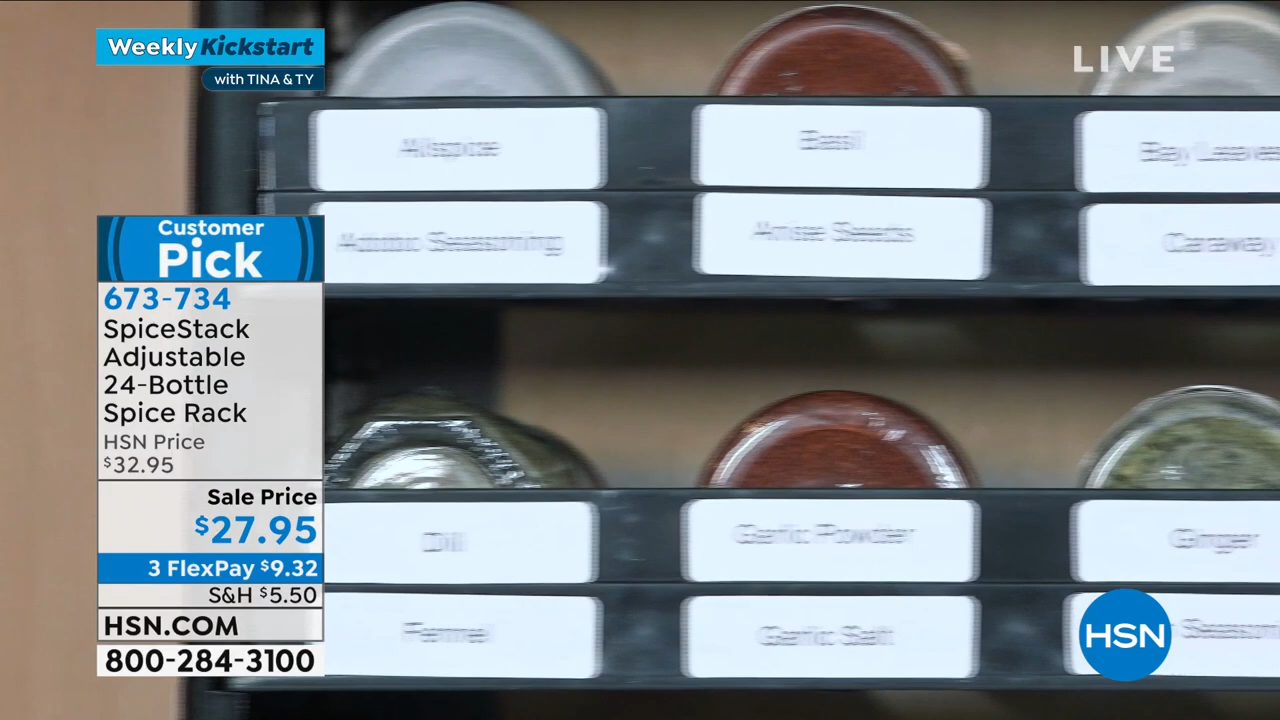 Weekly Kickstart
with TINA & TY
LIVE
Allspice
Basil
Bay Leaves
Adobo Seasoning
Anise Seeds
Caraway
Customer
Pick
673-734
SpiceStack
Adjustable
24-Bottle
Spice Rack
HSN Price
$32.95
Sale Price
$27.95
3 FlexPay $9.32
S&H $5.50
HSN.COM
800-284-3100
Dill
Garlic Powder
Ginger
Fennel
Garlic Salt
HSN